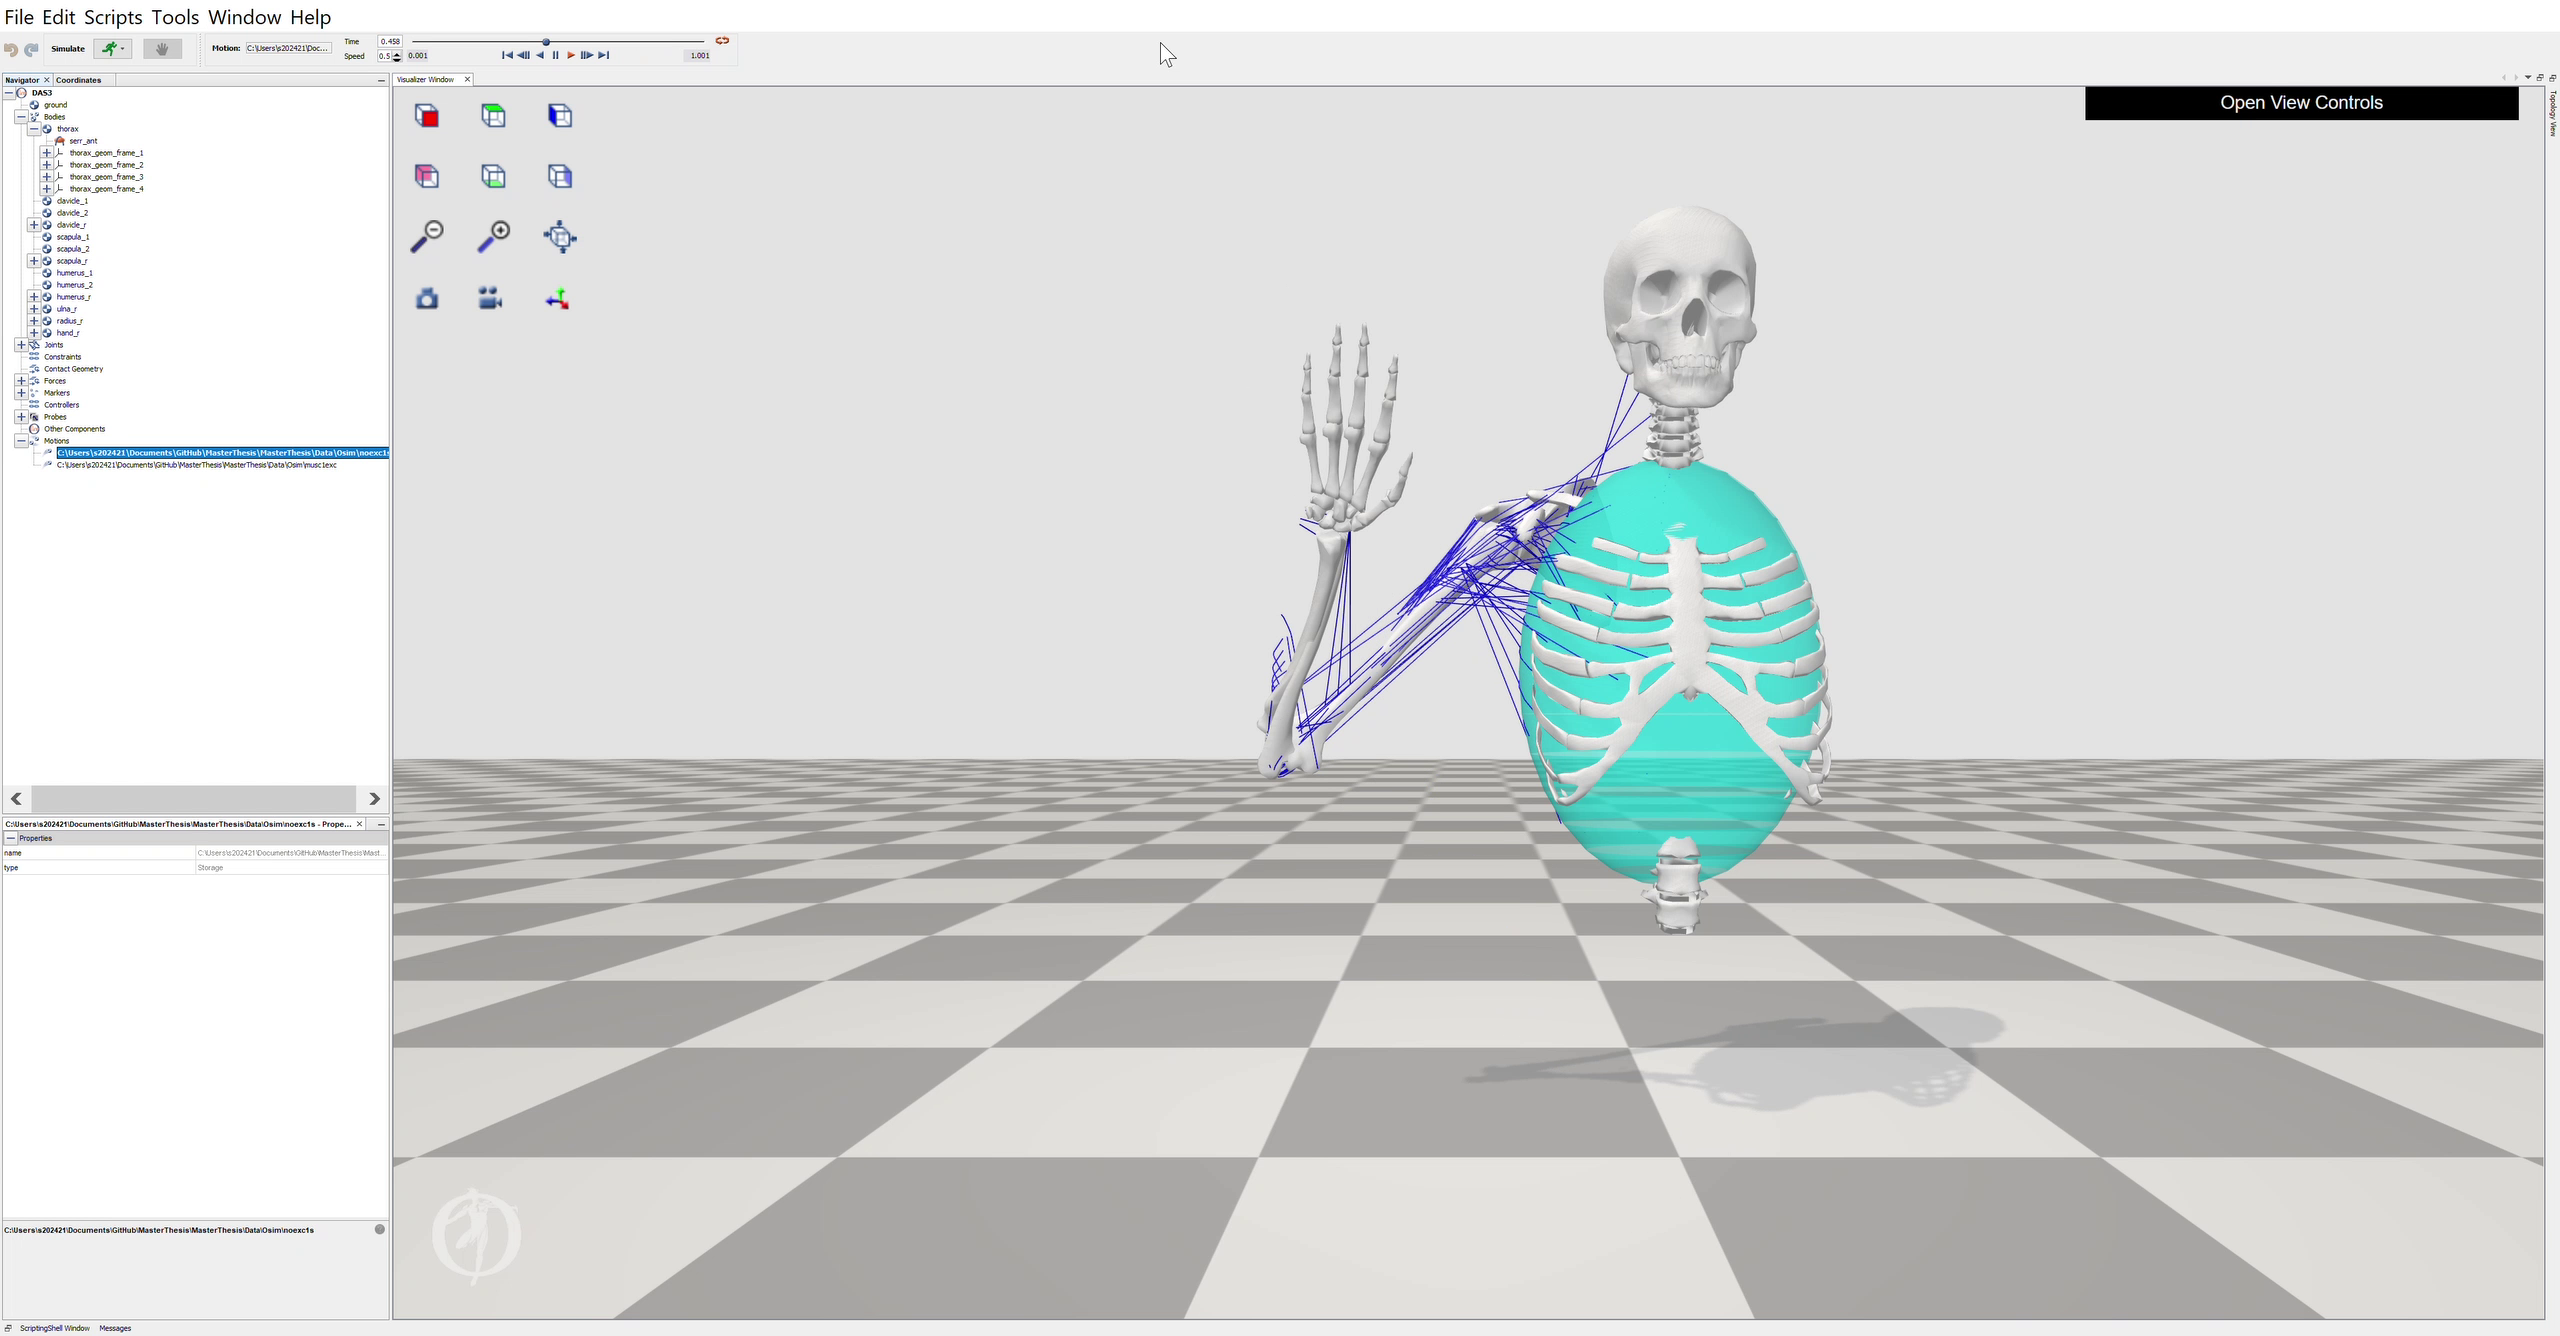 File Edit Scripts Tools Window Help
Simulate
Motion: C:\Users\s202421\Doc...
Time 0.458
Speed 0.5 0.001 1.001
Navigator Coordinates
Visualizer Window
Open View Controls
Topology View
DAS3
ground
Bodies
thorax
serr_ant
thorax_geom_frame_1
thorax_geom_frame_2
thorax_geom_frame_3
thorax_geom_frame_4
clavicle_1
clavicle_2
clavicle_r
scapula_1
scapula_2
scapula_r
humerus_1
humerus_2
humerus_r
ulna_r
radius_r
hand_r
Joints
Constraints
Contact Geometry
Forces
Markers
Controllers
Probes
Other Components
Motions
C:\Users\s202421\Documents\GitHub\MasterThesis\MasterThesis\Data\Osim\noexc1s
C:\Users\s202421\Documents\GitHub\MasterThesis\MasterThesis\Data\Osim\musc1exc
C:\Users\s202421\Documents\GitHub\MasterThesis\MasterThesis\Data\Osim\noexc1s - Prope...
Properties
name C:\Users\s202421\Documents\GitHub\MasterThesis\Mast...
type Storage
C:\Users\s202421\Documents\GitHub\MasterThesis\MasterThesis\Data\Osim\noexc1s
ScriptingShell Window Messages